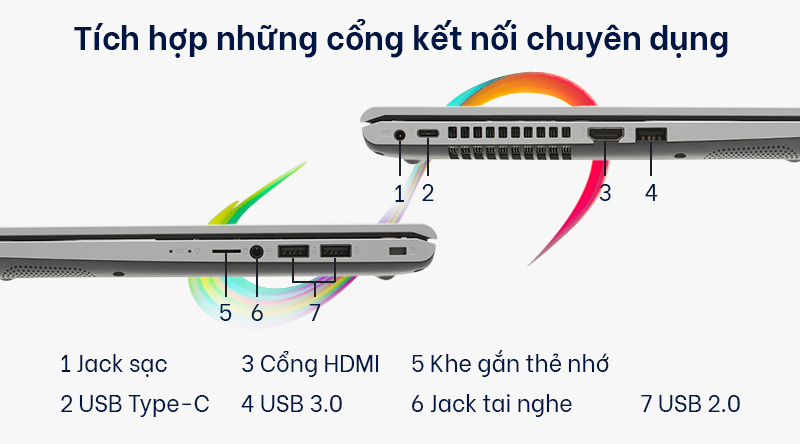 Tích hợp những cổng kết nối chuyên dụng
1 2 3 4
5 6 7
1 Jack sạc 3 Cổng HDMI 5 Khe gắn thẻ nhớ
2 USB Type-C 4 USB 3.0 6 Jack tai nghe 7 USB 2.0